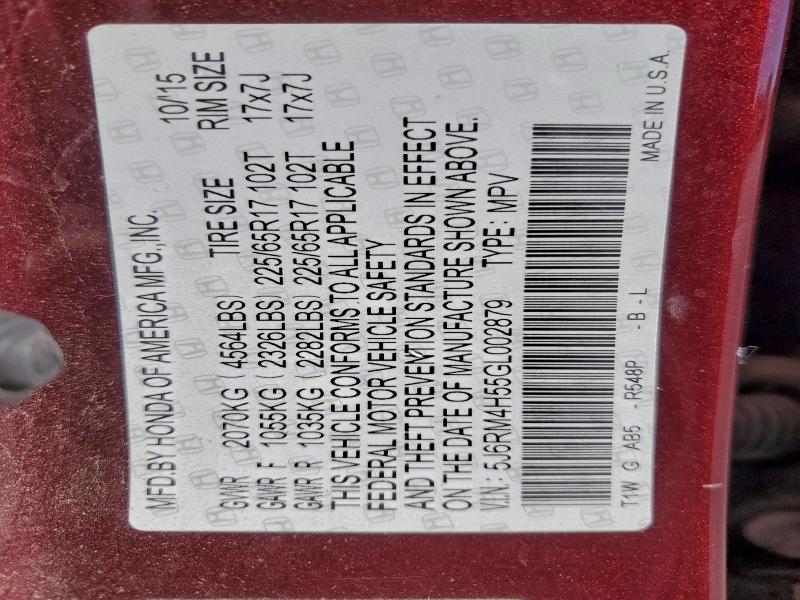 MFD.BY HONDA OF AMERICA MFG.,INC. 10/15
GVWR 2070KG (4564LBS) TIRE SIZE RIM SIZE
GAWR F 1055KG (2326LBS) 225/65R17 102T 17x7J
GAWR R 1035KG (2282LBS) 225/65R17 102T 17x7J
THIS VEHICLE CONFORMS TO ALL APPLICABLE
FEDERAL MOTOR VEHICLE SAFETY
AND THEFT PREVENTION STANDARDS IN EFFECT
ON THE DATE OF MANUFACTURE SHOWN ABOVE.
V.I.N.: 5J6RM4H55GL002879 TYPE: MPV
T1W G A85 -R548P -B-L MADE IN U.S.A.